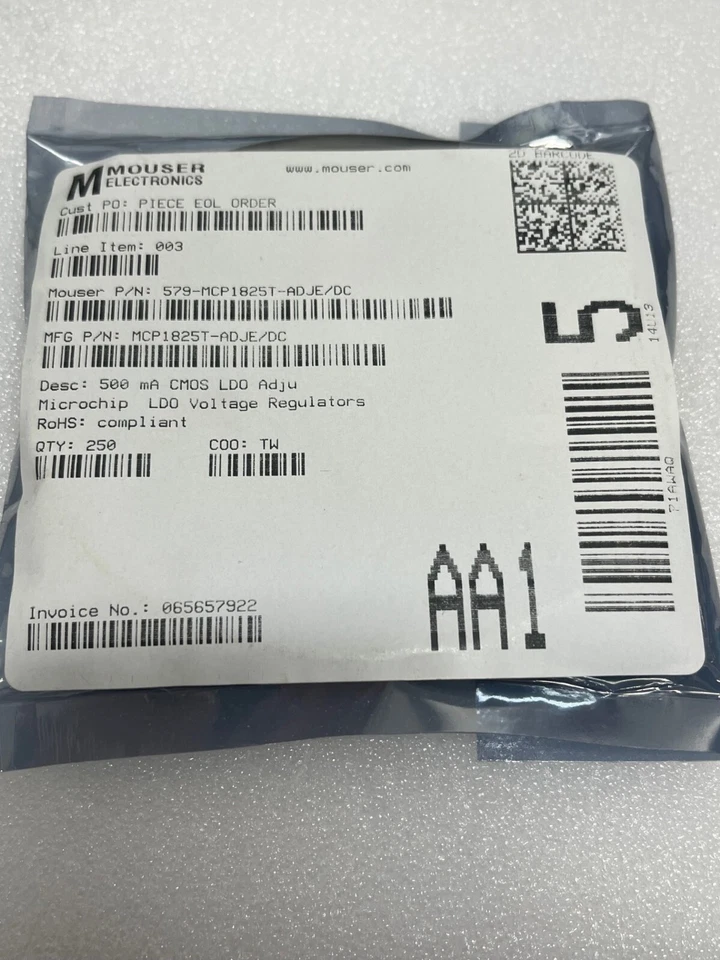 MOUSER
ELECTRONICS
www.mouser.com
2D BARCODE
Cust PO: PIECE EOL ORDER
Line Item: 003
Mouser P/N: 579-MCP1825T-ADJE/DC
MFG P/N: MCP1825T-ADJE/DC
Desc: 500 mA CMOS LDO Adju
Microchip LDO Voltage Regulators
RoHS: compliant
QTY: 250 COO: TW
Invoice No.: 065657922
AA1
5
14L13
71AWAQ